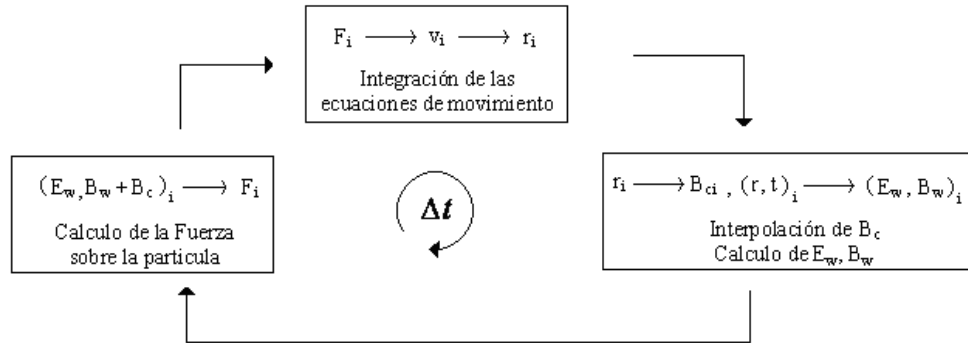 F_i ⟶ v_i ⟶ r_i
Integración de las
ecuaciones de movimiento
(E_w, B_w + B_c)_i ⟶ F_i
Calculo de la Fuerza
sobre la particula
Δt
r_i ⟶ B_ci , (r, t)_i ⟶ (E_w, B_w)_i
Interpolación de B_c
Calculo de E_w, B_w